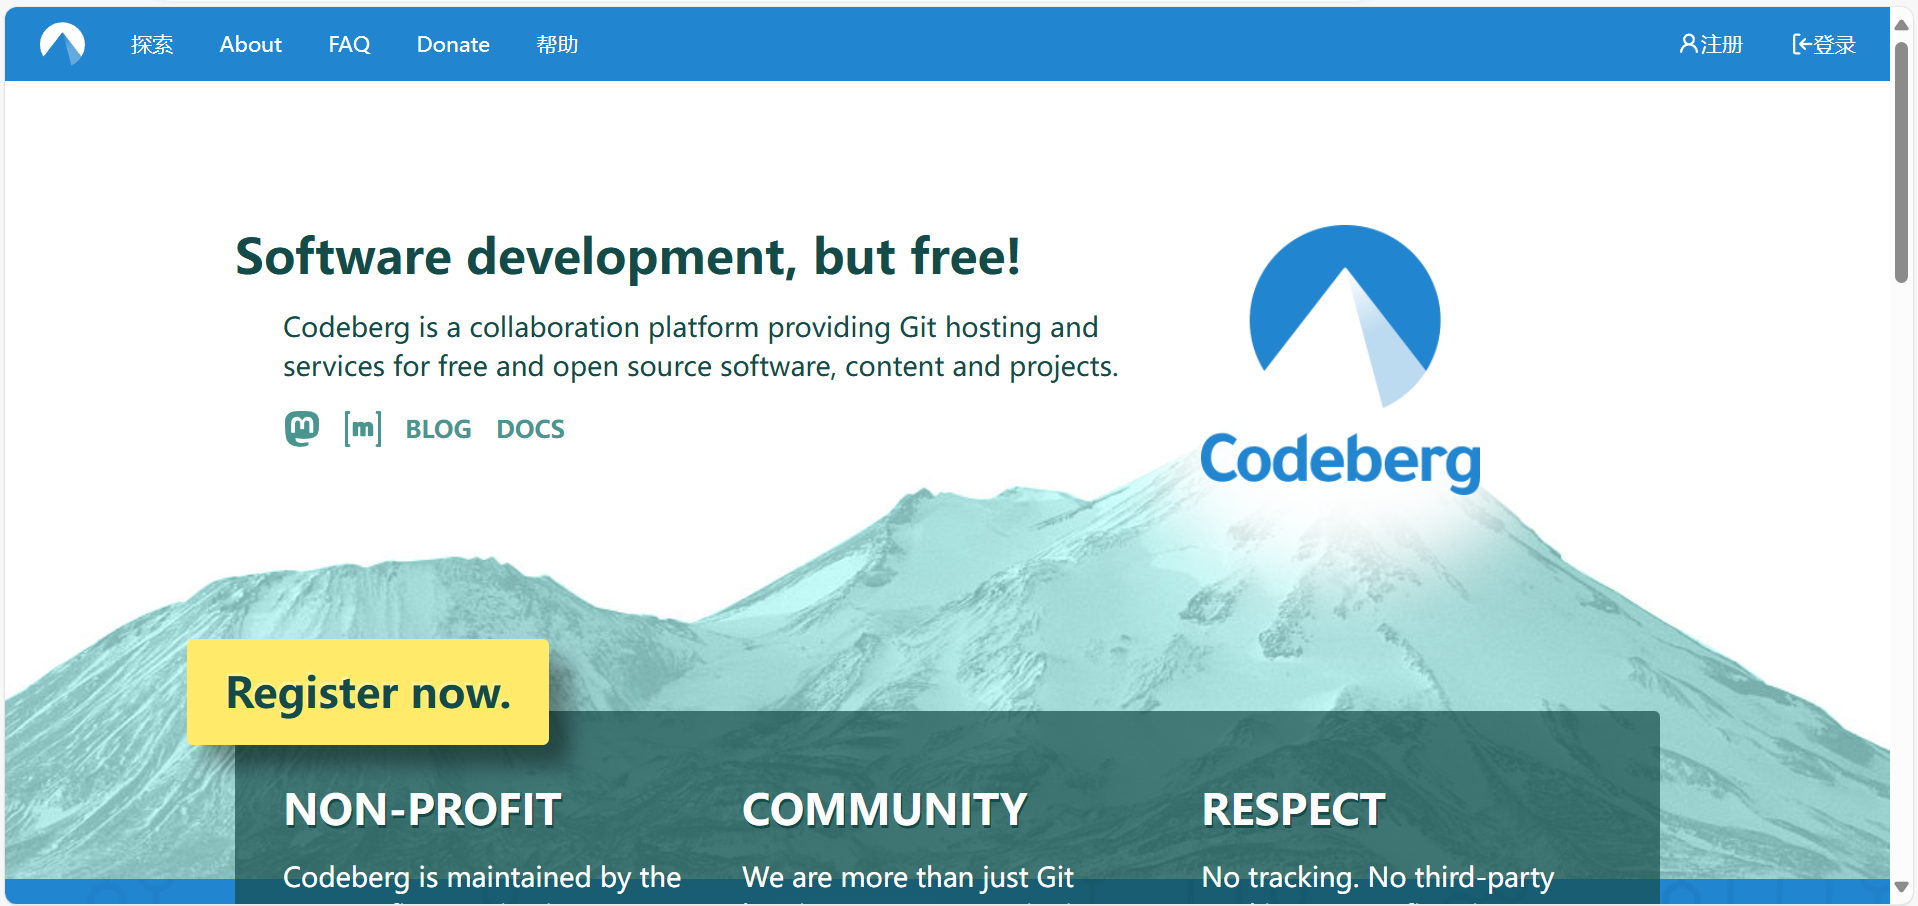 探索 About FAQ Donate 帮助 注册 登录
Software development, but free!
Codeberg is a collaboration platform providing Git hosting and
services for free and open source software, content and projects.
[m] BLOG DOCS
Codeberg
Register now.
NON-PROFIT
Codeberg is maintained by the
COMMUNITY
We are more than just Git
RESPECT
No tracking. No third-party